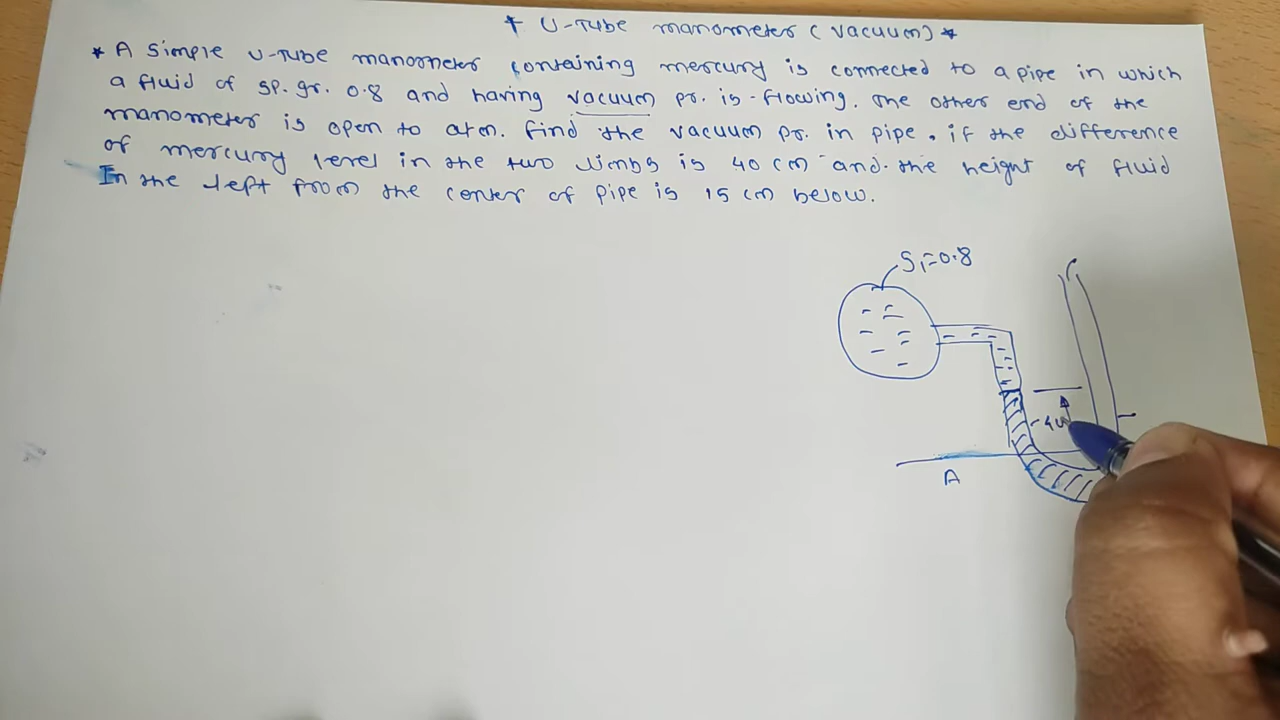 * U-Tube manometer (vacuum) *
* A simple U-Tube manometer containing mercury is connected to a pipe in which
a fluid of sp.gr. 0.8 and having vacuum pr. is flowing. The other end of the
manometer is open to atm. find the vacuum pr. in pipe. if the difference
of mercury level in the two limbs is 40 cm and the height of fluid
In the left from the center of pipe is 15 cm below.
S₁=0.8
A